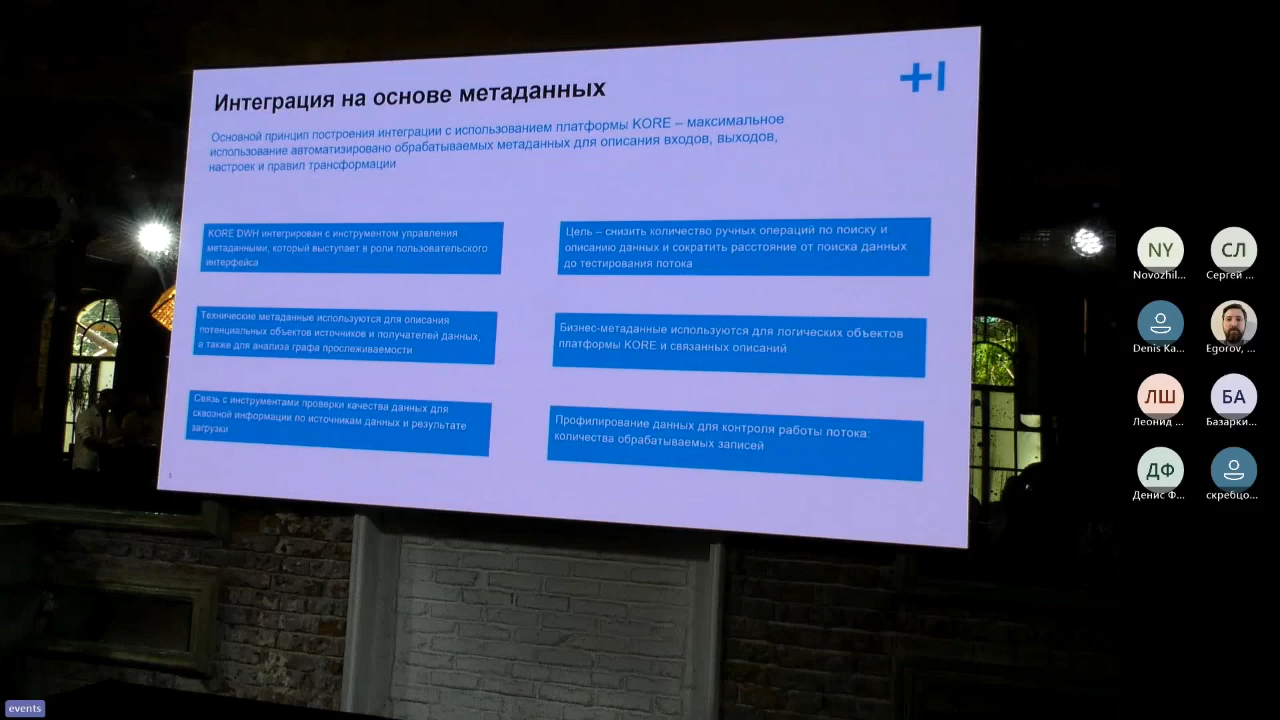 Интеграция на основе метаданных
Основной принцип построения интеграции с использованием платформы KORE – максимальное
использование автоматизировано обрабатываемых метаданных для описания входов, выходов,
настроек и правил трансформации
KORE DWH интегрирован с инструментом управления
метаданными, который выступает в роли пользовательского
интерфейса
Цель – снизить количество ручных операций по поиску и
описанию данных и сократить расстояние от поиска данных
до тестирования потока
Технические метаданные используются для описания
потенциальных объектов источников и получателей данных,
а также для анализа графа прослеживаемости
Бизнес-метаданные используются для логических объектов
платформы KORE и связанных описаний
Связь с инструментами проверки качества данных для
сквозной информации по источникам данных и результате
загрузки
Профилирование данных для контроля работы потока:
количества обрабатываемых записей
NY
Novozhil...
СЛ
Сергей ...
Denis Ka...
Egorov, ...
ЛШ
Леонид ...
БА
Базарки...
ДФ
Денис Ф...
скребцо...
events